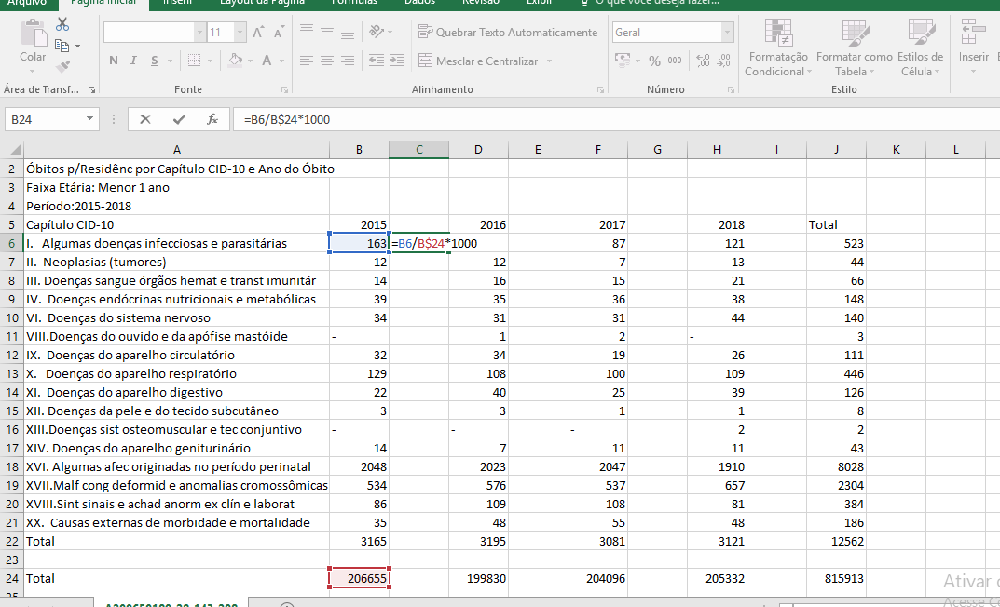 Arquivo Página Inicial Inserir Layout da Página Fórmulas Dados Revisão Exibir O que você deseja fazer...
11 A A Quebrar Texto Automaticamente Geral
Colar N I S A Mesclar e Centralizar % 000 Formatação Condicional Formatar como Tabela Estilos de Célula Inserir
Área de Transf... Fonte Alinhamento Número Estilo
B24 fx =B6/B$24*1000
A B C D E F G H I J K L
2 Óbitos p/Residênc por Capítulo CID-10 e Ano do Óbito
3 Faixa Etária: Menor 1 ano
4 Período:2015-2018
5 Capítulo CID-10 2015 2016 2017 2018 Total
6 I. Algumas doenças infecciosas e parasitárias 163 =B6/B$24*1000 87 121 523
7 II. Neoplasias (tumores) 12 12 7 13 44
8 III. Doenças sangue órgãos hemat e transt imunitár 14 16 15 21 66
9 IV. Doenças endócrinas nutricionais e metabólicas 39 35 36 38 148
10 VI. Doenças do sistema nervoso 34 31 31 44 140
11 VIII.Doenças do ouvido e da apófise mastóide - 1 2 - 3
12 IX. Doenças do aparelho circulatório 32 34 19 26 111
13 X. Doenças do aparelho respiratório 129 108 100 109 446
14 XI. Doenças do aparelho digestivo 22 40 25 39 126
15 XII. Doenças da pele e do tecido subcutâneo 3 3 1 1 8
16 XIII.Doenças sist osteomuscular e tec conjuntivo - - - 2 2
17 XIV. Doenças do aparelho geniturinário 14 7 11 11 43
18 XVI. Algumas afec originadas no período perinatal 2048 2023 2047 1910 8028
19 XVII.Malf cong deformid e anomalias cromossômicas 534 576 537 657 2304
20 XVIII.Sint sinais e achad anorm ex clín e laborat 86 109 108 81 384
21 XX. Causas externas de morbidade e mortalidade 35 48 55 48 186
22 Total 3165 3195 3081 3121 12562
23
24 Total 206655 199830 204096 205332 815913
25
Ativar